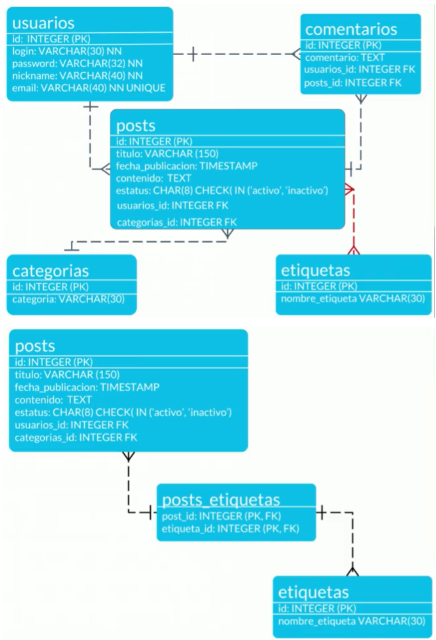 usuarios
id: INTEGER (PK)
login: VARCHAR(30) NN
password: VARCHAR(32) NN
nickname: VARCHAR(40) NN
email: VARCHAR(40) NN UNIQUE
comentarios
id: INTEGER (PK)
comentario: TEXT
usuarios_id: INTEGER FK
posts_id: INTEGER FK
posts
id: INTEGER (PK)
titulo: VARCHAR (150)
fecha_publicacion: TIMESTAMP
contenido: TEXT
estatus: CHAR(8) CHECK( IN ('activo', 'inactivo')
usuarios_id: INTEGER FK
categorias_id: INTEGER FK
categorias
id: INTEGER (PK)
categoria: VARCHAR(30)
etiquetas
id: INTEGER (PK)
nombre_etiqueta VARCHAR(30)
posts
id: INTEGER (PK)
titulo: VARCHAR (150)
fecha_publicacion: TIMESTAMP
contenido: TEXT
estatus: CHAR(8) CHECK( IN ('activo', 'inactivo')
usuarios_id: INTEGER FK
categorias_id: INTEGER FK
posts_etiquetas
post_id: INTEGER (PK, FK)
etiqueta_id: INTEGER (PK, FK)
etiquetas
id: INTEGER (PK)
nombre_etiqueta VARCHAR(30)